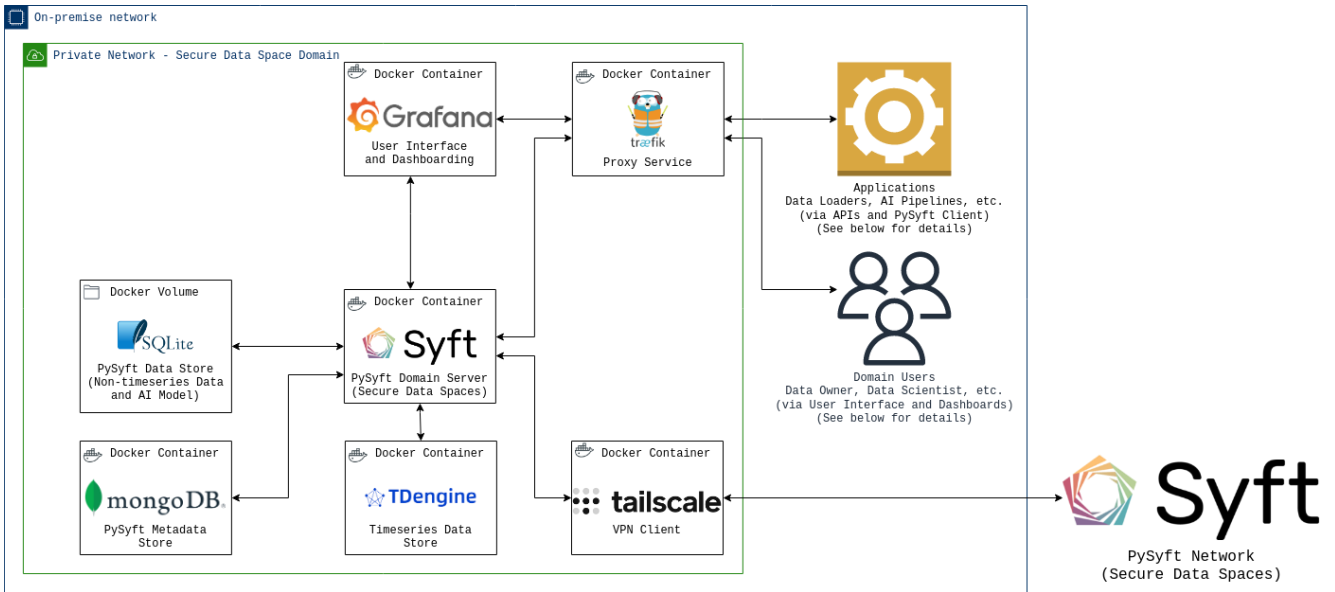 On-premise network
Private Network - Secure Data Space Domain
Docker Container
Grafana
User Interface
and Dashboarding
Docker Container
træfik
Proxy Service
Applications
Data Loaders, AI Pipelines, etc.
(via APIs and PySyft Client)
(See below for details)
Docker Volume
SQLite
PySyft Data Store
(Non-timeseries Data
and AI Model)
Docker Container
Syft
PySyft Domain Server
(Secure Data Spaces)
Domain Users
Data Owner, Data Scientist, etc.
(via User Interface and Dashboards)
(See below for details)
Docker Container
mongoDB.
PySyft Metadata
Store
Docker Container
TDengine
Timeseries Data
Store
Docker Container
tailscale
VPN Client
Syft
PySyft Network
(Secure Data Spaces)